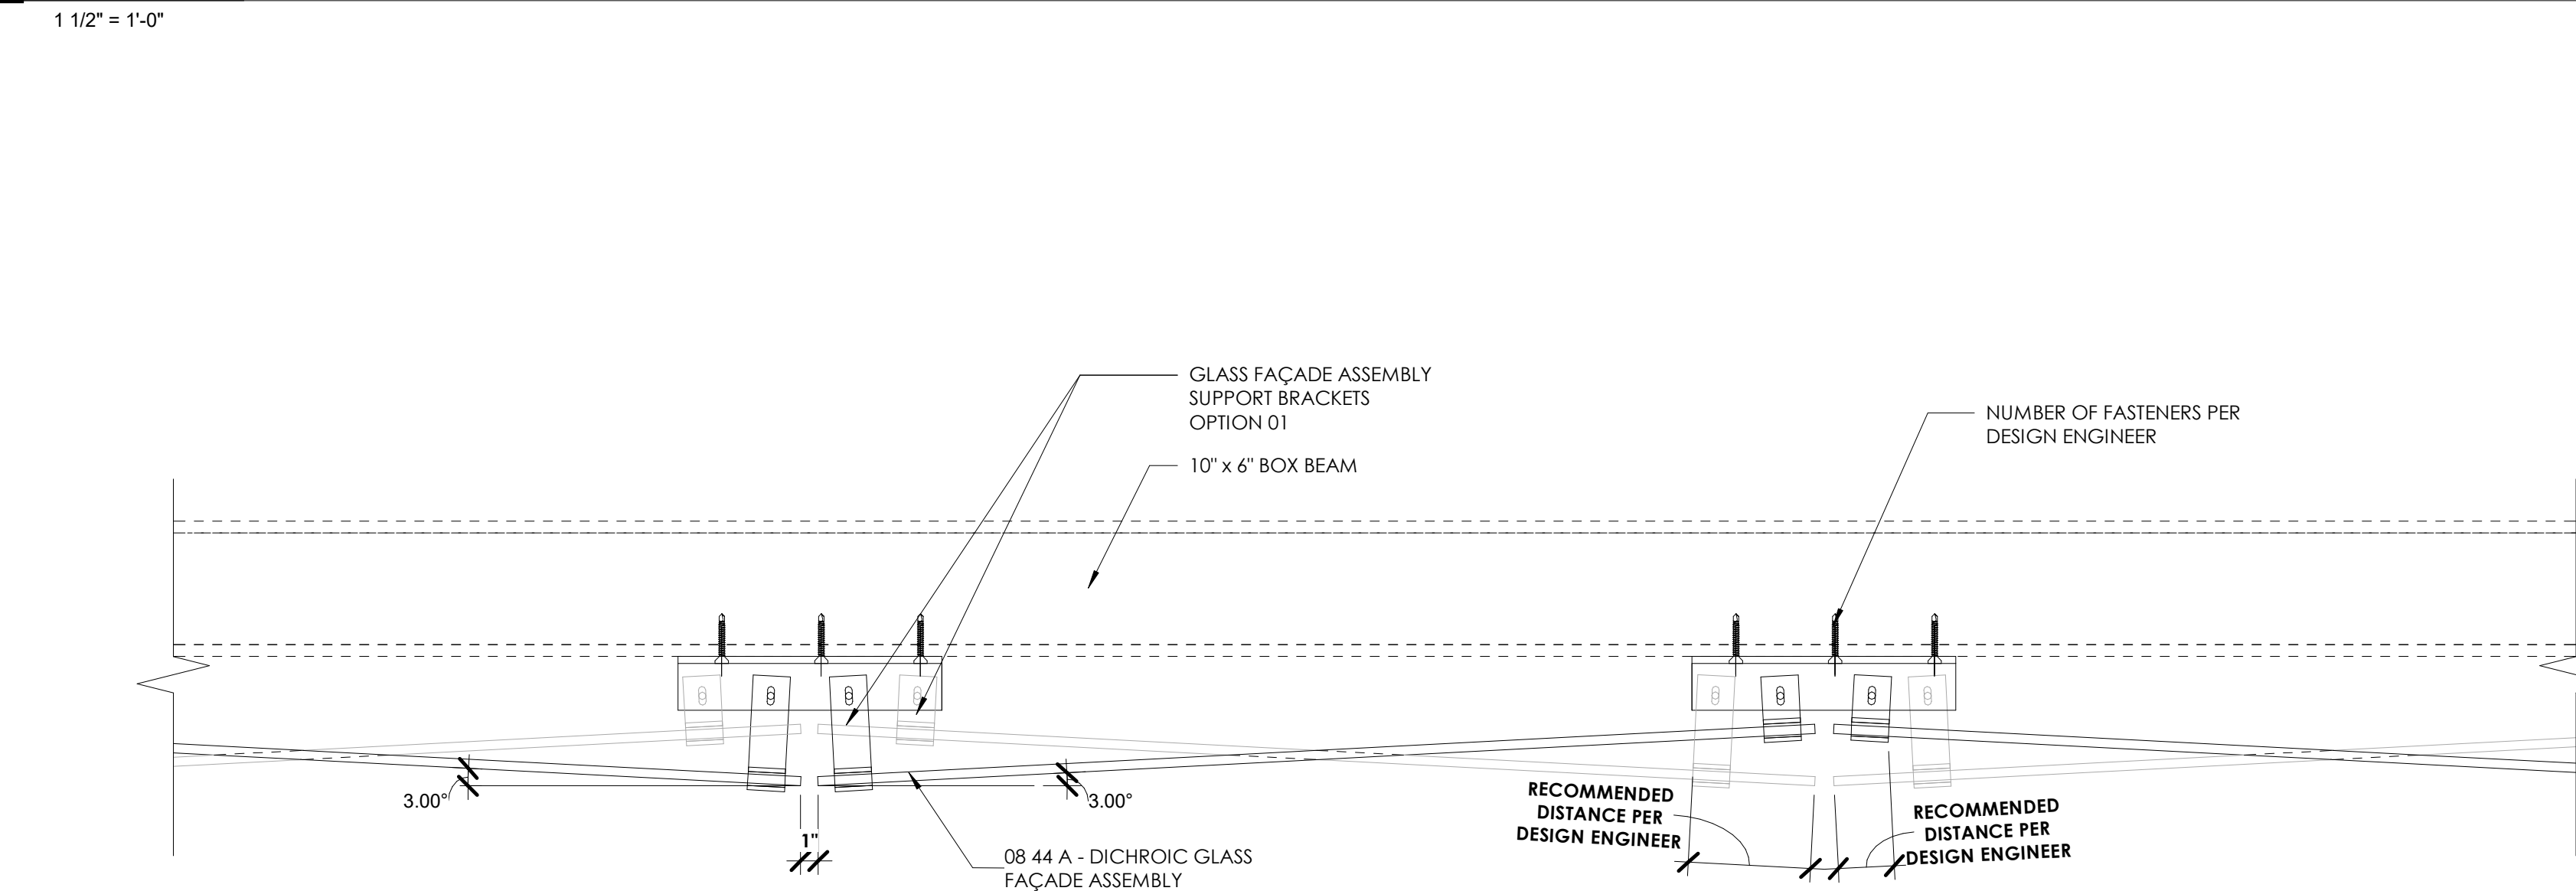 1 1/2" = 1'-0"
GLASS FAÇADE ASSEMBLY
SUPPORT BRACKETS
OPTION 01
10" x 6" BOX BEAM
NUMBER OF FASTENERS PER
DESIGN ENGINEER
3.00°
1"
3.00°
08 44 A - DICHROIC GLASS
FAÇADE ASSEMBLY
RECOMMENDED
DISTANCE PER
DESIGN ENGINEER
RECOMMENDED
DISTANCE PER
DESIGN ENGINEER